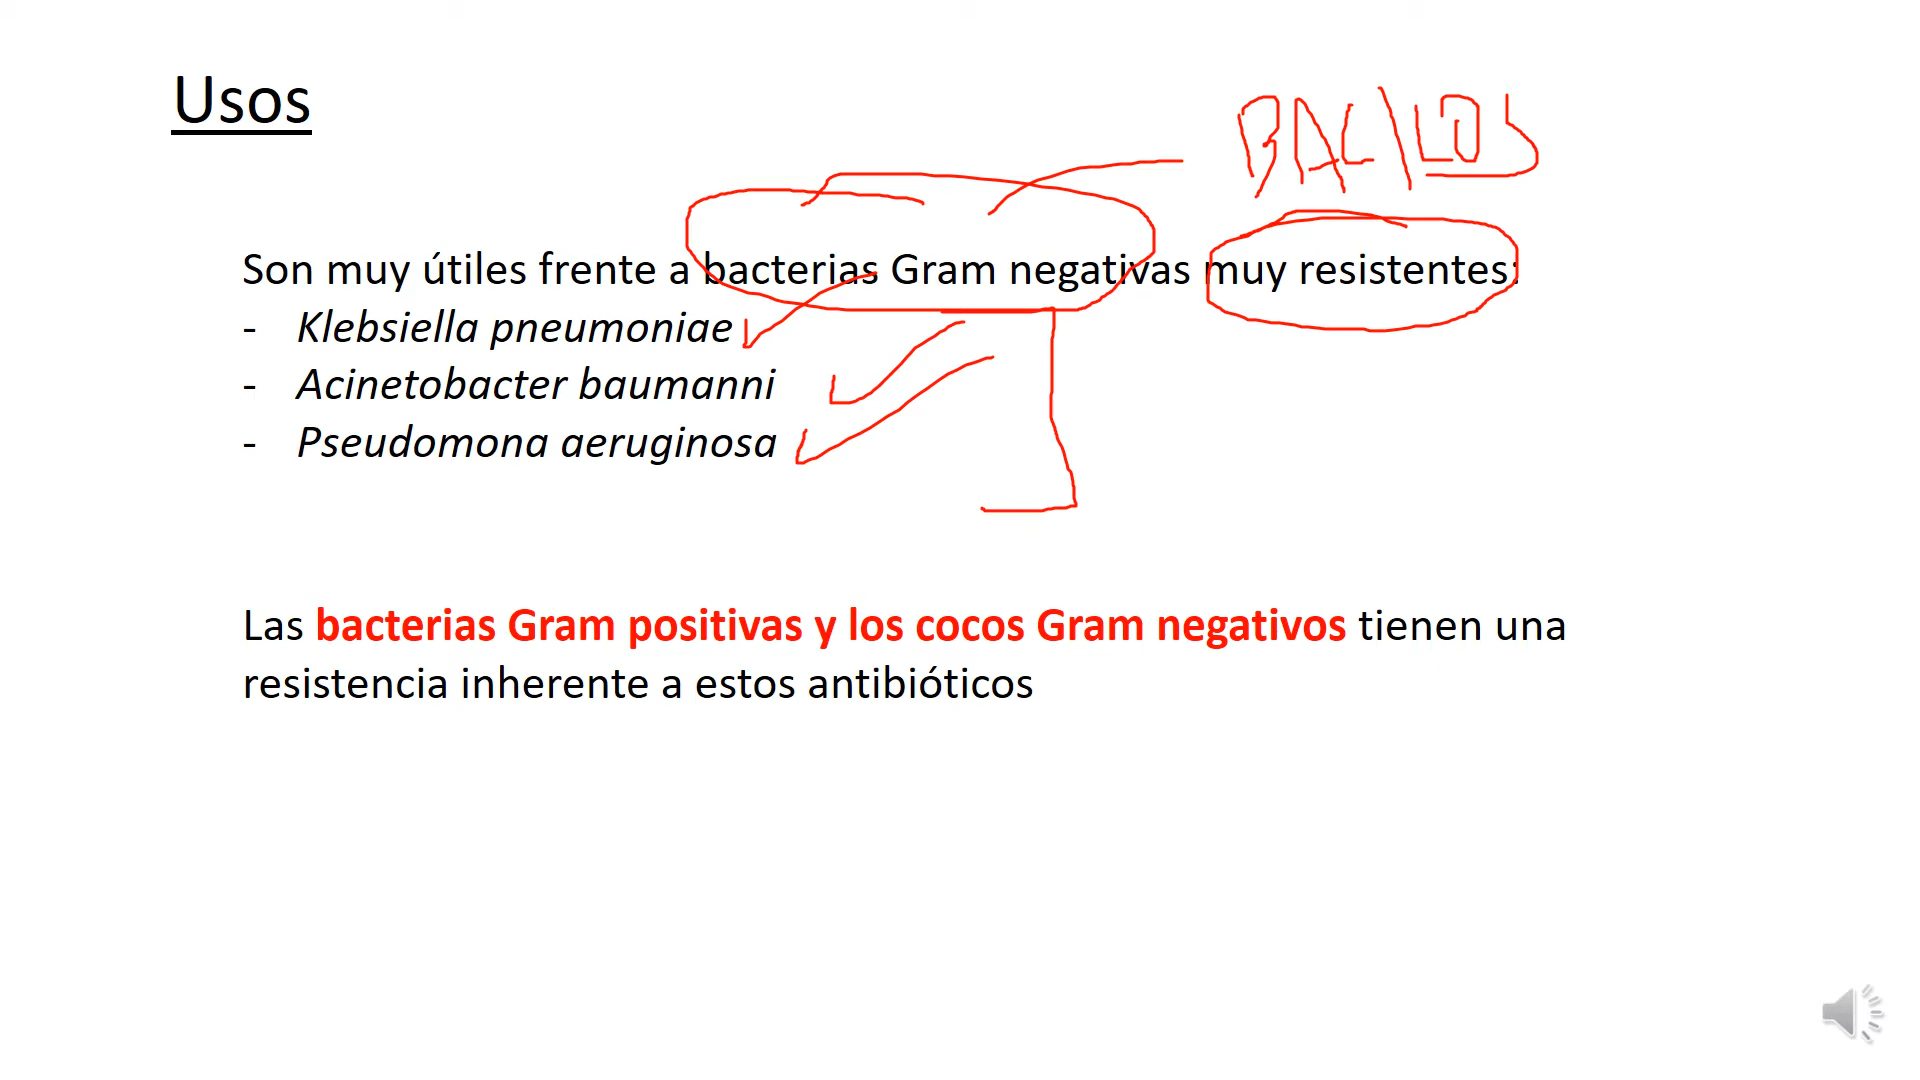 Usos
BACILOS
Son muy útiles frente a bacterias Gram negativas muy resistentes:
- Klebsiella pneumoniae
- Acinetobacter baumanni
- Pseudomona aeruginosa
Las bacterias Gram positivas y los cocos Gram negativos tienen una
resistencia inherente a estos antibióticos